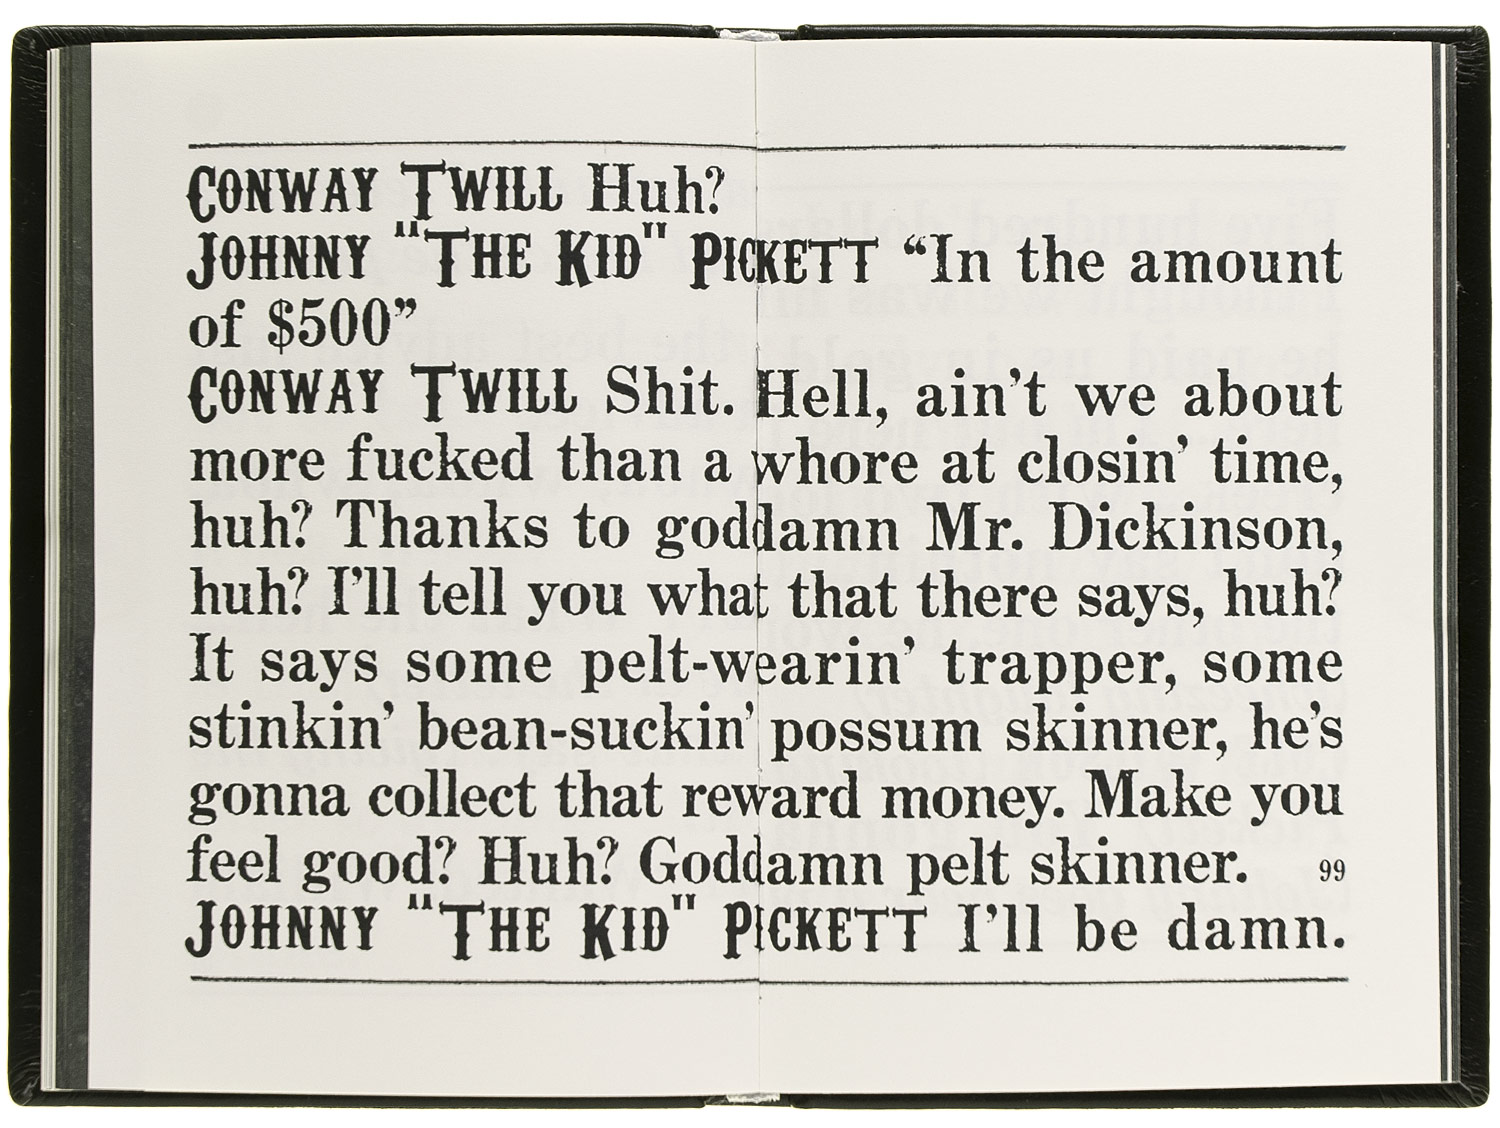 CONWAY TWILL Huh?
JOHNNY "THE KID" PICKETT “In the amount
of $500”
CONWAY TWILL Shit. Hell, ain’t we about
more fucked than a whore at closin’ time,
huh? Thanks to goddamn Mr. Dickinson,
huh? I’ll tell you what that there says, huh?
It says some pelt-wearin’ trapper, some
stinkin’ bean-suckin’ possum skinner, he’s
gonna collect that reward money. Make you
feel good? Huh? Goddamn pelt skinner. 99
JOHNNY "THE KID" PICKETT I’ll be damn.